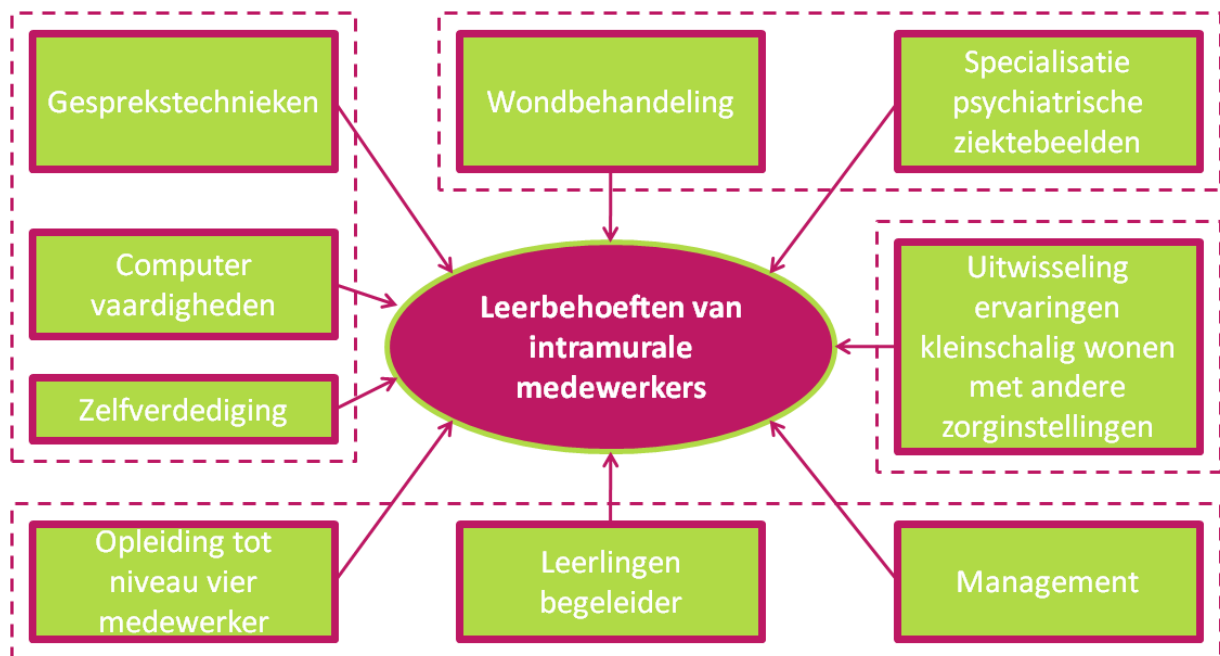 Gesprekstechnieken
Wondbehandeling
Specialisatie
psychiatrische
ziektebeelden
Computer
vaardigheden
Zelfverdediging
Leerbehoeften van
intramurale
medewerkers
Uitwisseling
ervaringen
kleinschalig wonen
met andere
zorginstellingen
Opleiding tot
niveau vier
medewerker
Leerlingen
begeleider
Management